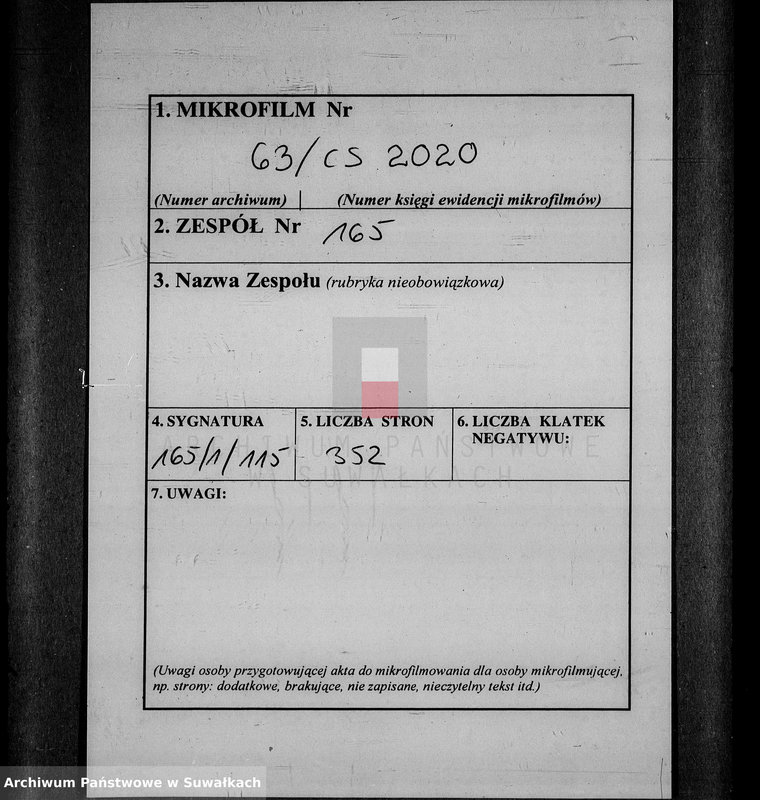 1. MIKROFILM Nr
63/CS 2020
(Numer archiwum) | (Numer księgi ewidencji mikrofilmów)
2. ZESPÓŁ Nr 165
3. Nazwa Zespołu (rubryka nieobowiązkowa)
4. SYGNATURA
165/1/115
5. LICZBA STRON
352
6. LICZBA KLATEK
NEGATYWU:
ARCHIWUM PAŃSTWOWE
W SUWAŁKACH
7. UWAGI:
(Uwagi osoby przygotowującej akta do mikrofilmowania dla osoby mikrofilmującej,
np. strony: dodatkowe, brakujące, nie zapisane, nieczytelny tekst itd.)
Archiwum Państwowe w Suwałkach